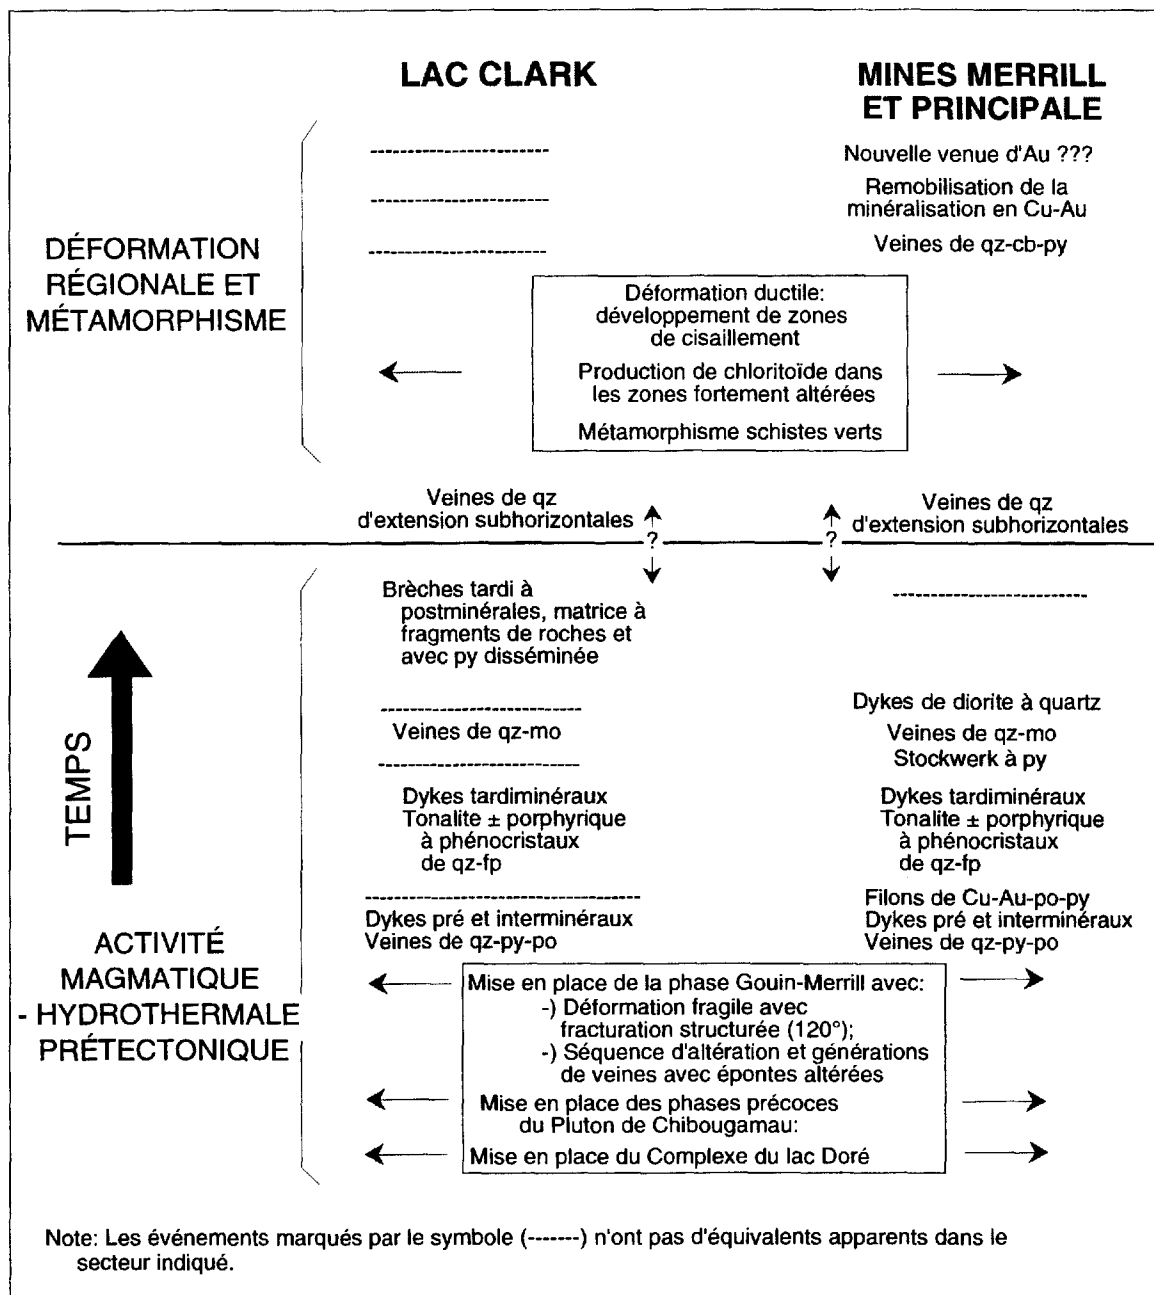 LAC CLARK
MINES MERRILL
ET PRINCIPALE
DÉFORMATION
RÉGIONALE ET
MÉTAMORPHISME
-----------------------
Nouvelle venue d'Au ???
-----------------------
Remobilisation de la
minéralisation en Cu-Au
-----------------------
Veines de qz-cb-py
Déformation ductile:
développement de zones
de cisaillement
Production de chloritoïde dans
les zones fortement altérées
Métamorphisme schistes verts
Veines de qz
d'extension subhorizontales
?
?
Veines de qz
d'extension subhorizontales
TEMPS
ACTIVITÉ
MAGMATIQUE
- HYDROTHERMALE
PRÉTECTONIQUE
Brèches tardi à
postminérales, matrice à
fragments de roches et
avec py disséminée
-------------------------
-------------------------
Dykes de diorite à quartz
Veines de qz-mo
Veines de qz-mo
-------------------------
Stockwerk à py
Dykes tardiminéraux
Tonalite ± porphyrique
à phénocristaux
de qz-fp
Dykes tardiminéraux
Tonalite ± porphyrique
à phénocristaux
de qz-fp
-----------------------------------
Filons de Cu-Au-po-py
Dykes pré et interminéraux
Veines de qz-py-po
Dykes pré et interminéraux
Veines de qz-py-po
Mise en place de la phase Gouin-Merrill avec:
-) Déformation fragile avec
fracturation structurée (120°);
-) Séquence d'altération et générations
de veines avec épontes altérées
Mise en place des phases précoces
du Pluton de Chibougamau:
Mise en place du Complexe du lac Doré
Note: Les événements marqués par le symbole (-------) n'ont pas d'équivalents apparents dans le
secteur indiqué.